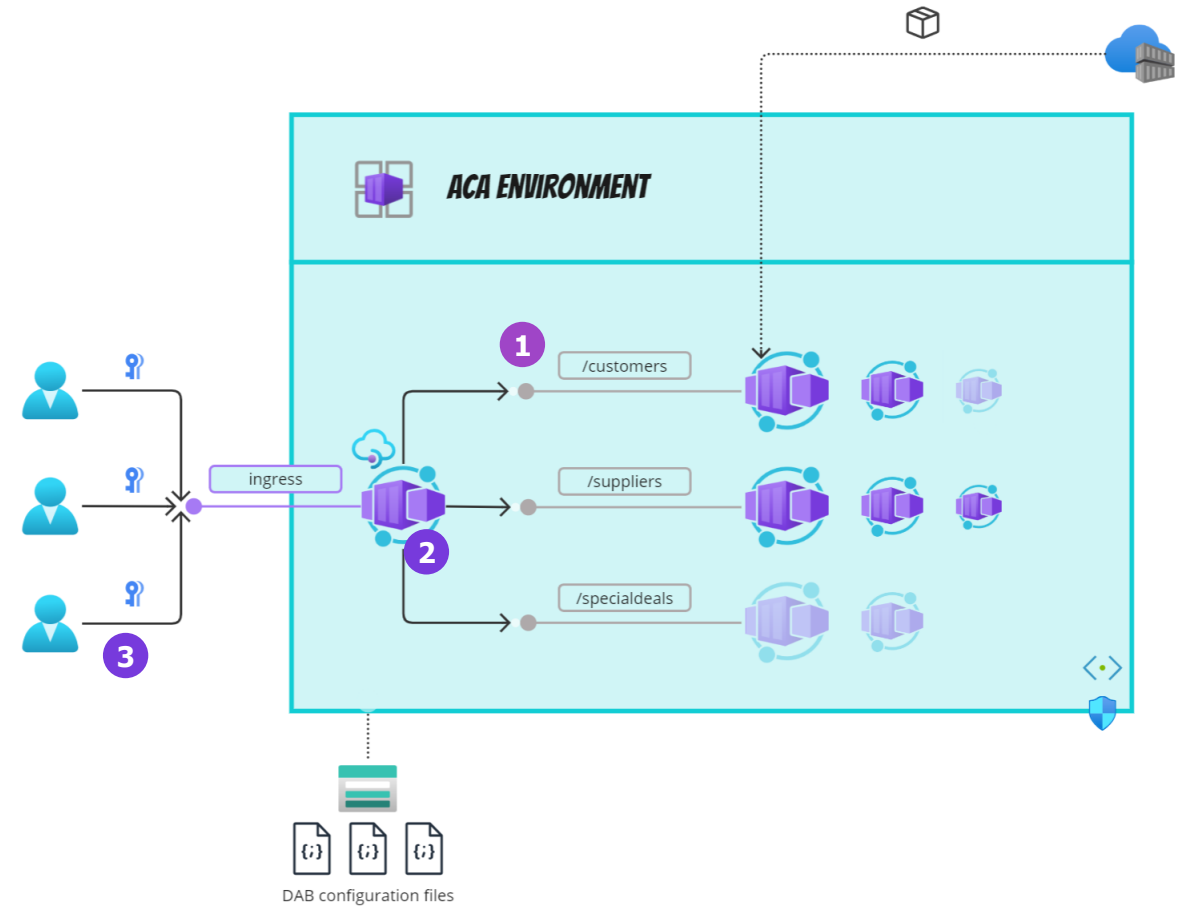 ACA ENVIRONMENT
1
/customers
ingress
/suppliers
2
/specialdeals
3
{;} {;} {;}
DAB configuration files